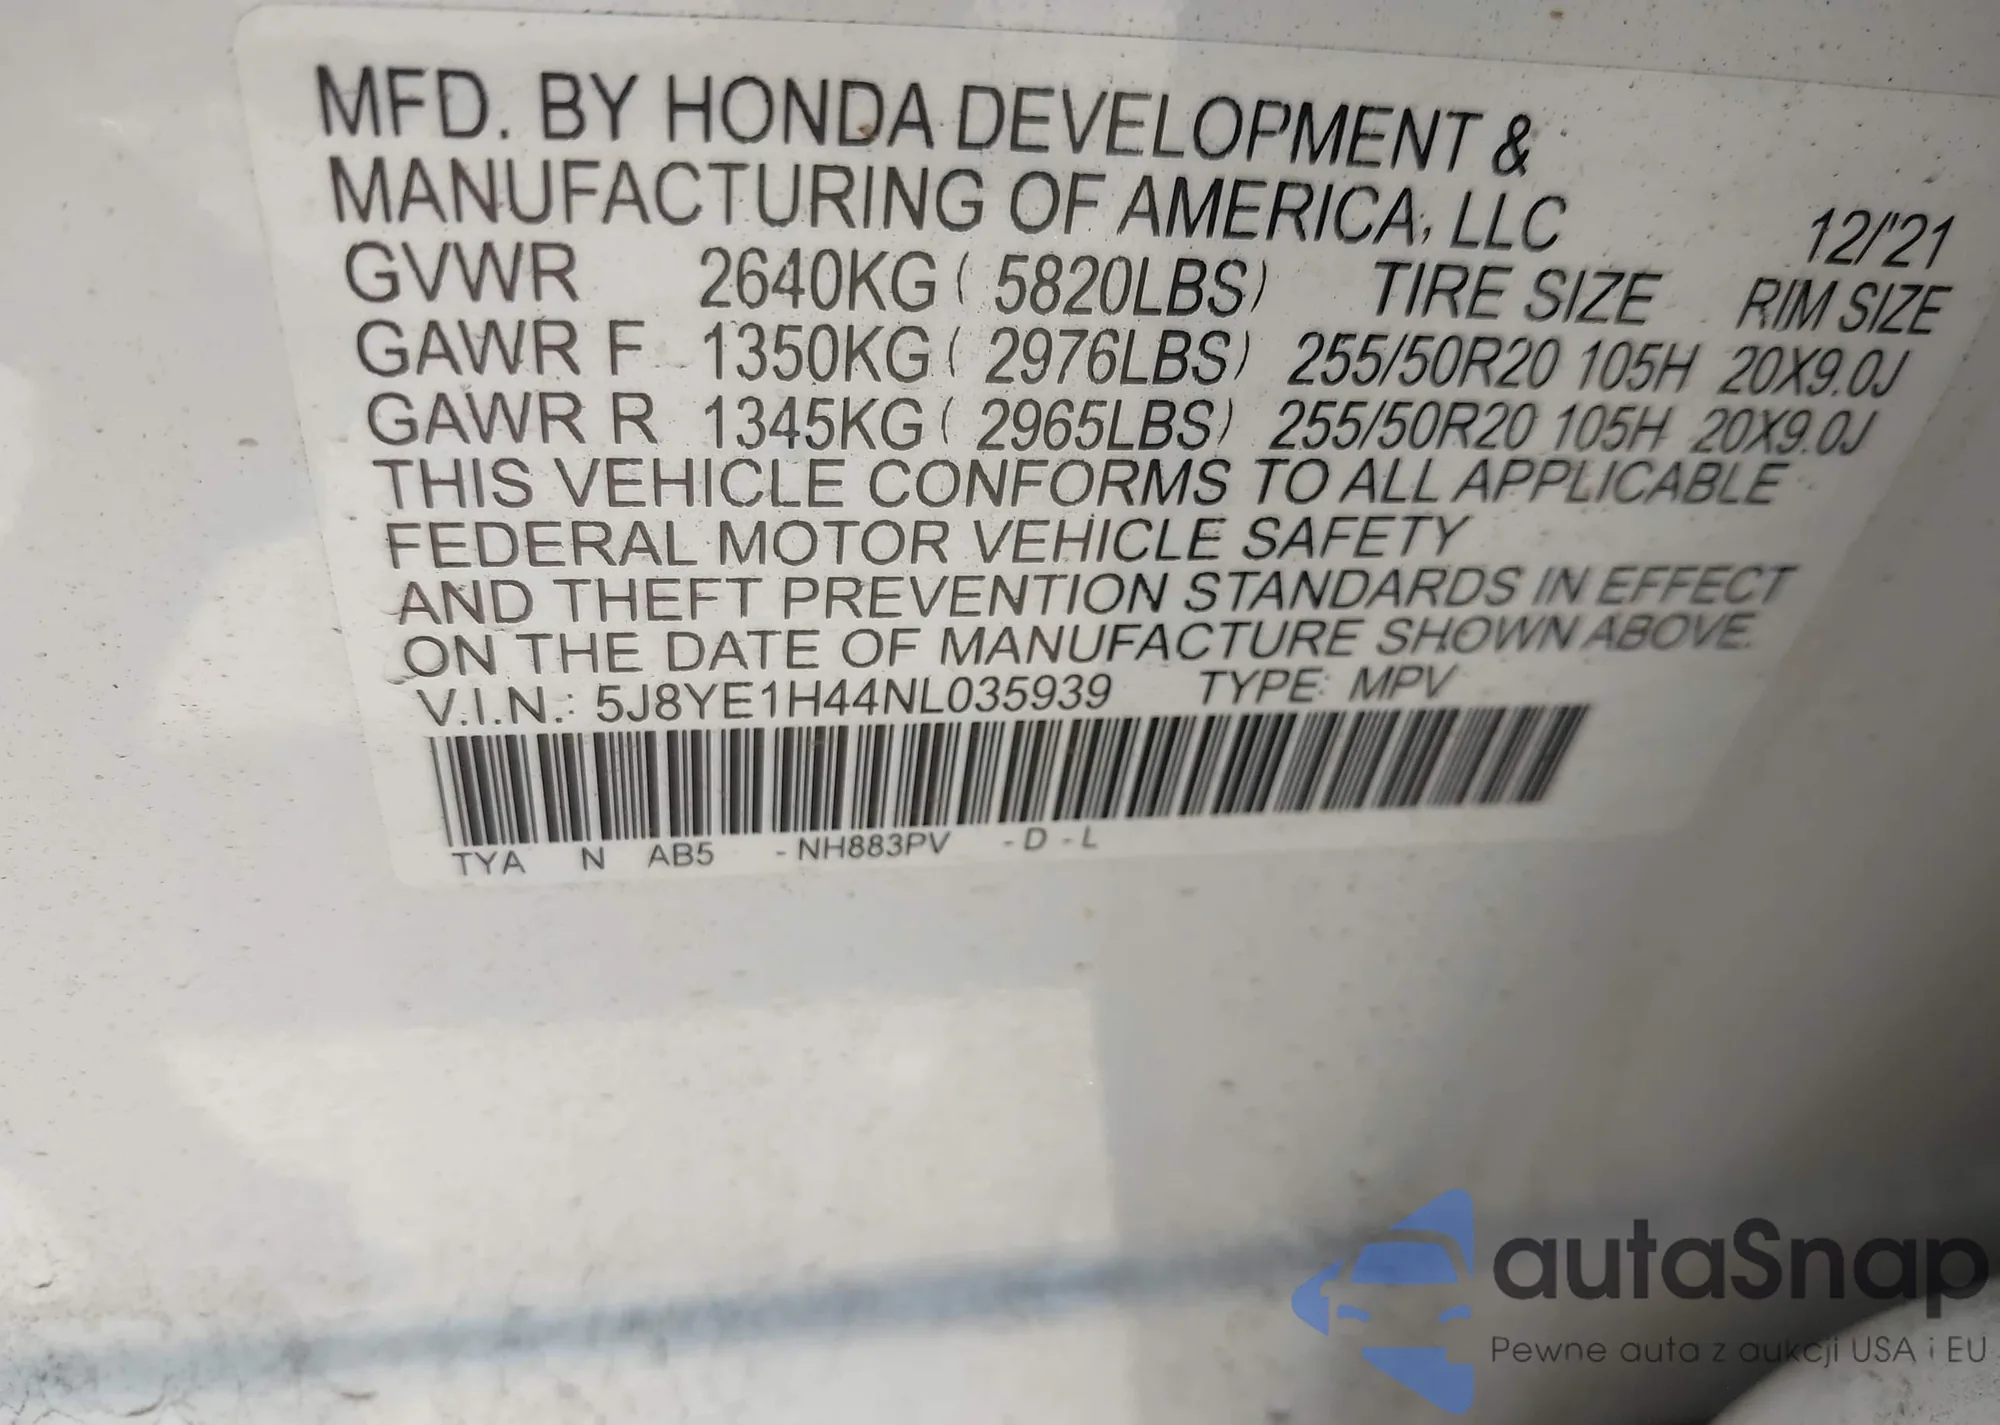 MFD. BY HONDA DEVELOPMENT &
MANUFACTURING OF AMERICA, LLC 12/'21
GVWR 2640KG ( 5820LBS) TIRE SIZE RIM SIZE
GAWR F 1350KG ( 2976LBS) 255/50R20 105H 20X9.0J
GAWR R 1345KG ( 2965LBS) 255/50R20 105H 20X9.0J
THIS VEHICLE CONFORMS TO ALL APPLICABLE
FEDERAL MOTOR VEHICLE SAFETY
AND THEFT PREVENTION STANDARDS IN EFFECT
ON THE DATE OF MANUFACTURE SHOWN ABOVE.
V.I.N.: 5J8YE1H44NL035939 TYPE: MPV
TYA N AB5 - NH883PV - D - L
autaSnap
Pewne auta z aukcji USA i EU